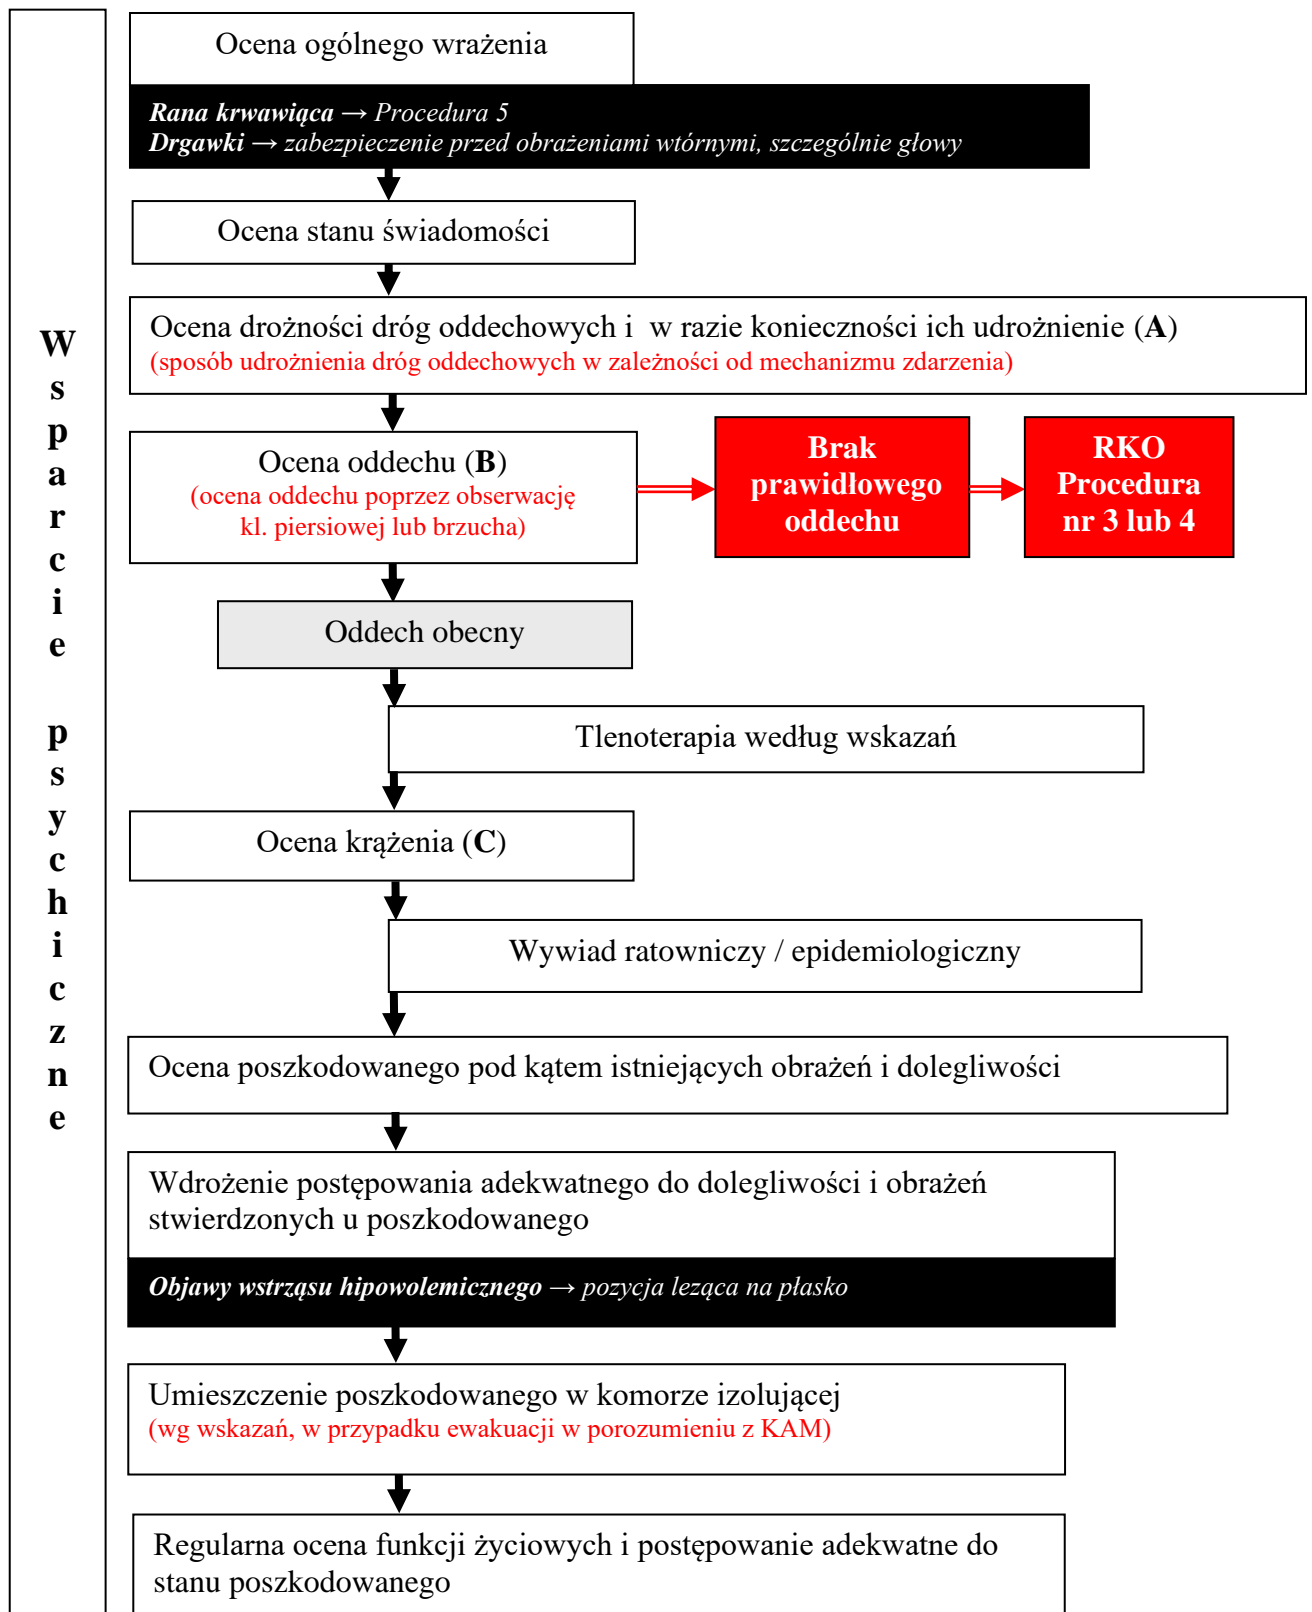 Wsparcie psychiczne
Ocena ogólnego wrażenia
Rana krwawiąca → Procedura 5
Drgawki → zabezpieczenie przed obrażeniami wtórnymi, szczególnie głowy
Ocena stanu świadomości
Ocena drożności dróg oddechowych i w razie konieczności ich udrożnienie (A)
(sposób udrożnienia dróg oddechowych w zależności od mechanizmu zdarzenia)
Ocena oddechu (B)
(ocena oddechu poprzez obserwację
kl. piersiowej lub brzucha)
Brak
prawidłowego
oddechu
RKO
Procedura
nr 3 lub 4
Oddech obecny
Tlenoterapia według wskazań
Ocena krążenia (C)
Wywiad ratowniczy / epidemiologiczny
Ocena poszkodowanego pod kątem istniejących obrażeń i dolegliwości
Wdrożenie postępowania adekwatnego do dolegliwości i obrażeń
stwierdzonych u poszkodowanego
Objawy wstrząsu hipowolemicznego → pozycja leząca na płasko
Umieszczenie poszkodowanego w komorze izolującej
(wg wskazań, w przypadku ewakuacji w porozumieniu z KAM)
Regularna ocena funkcji życiowych i postępowanie adekwatne do
stanu poszkodowanego